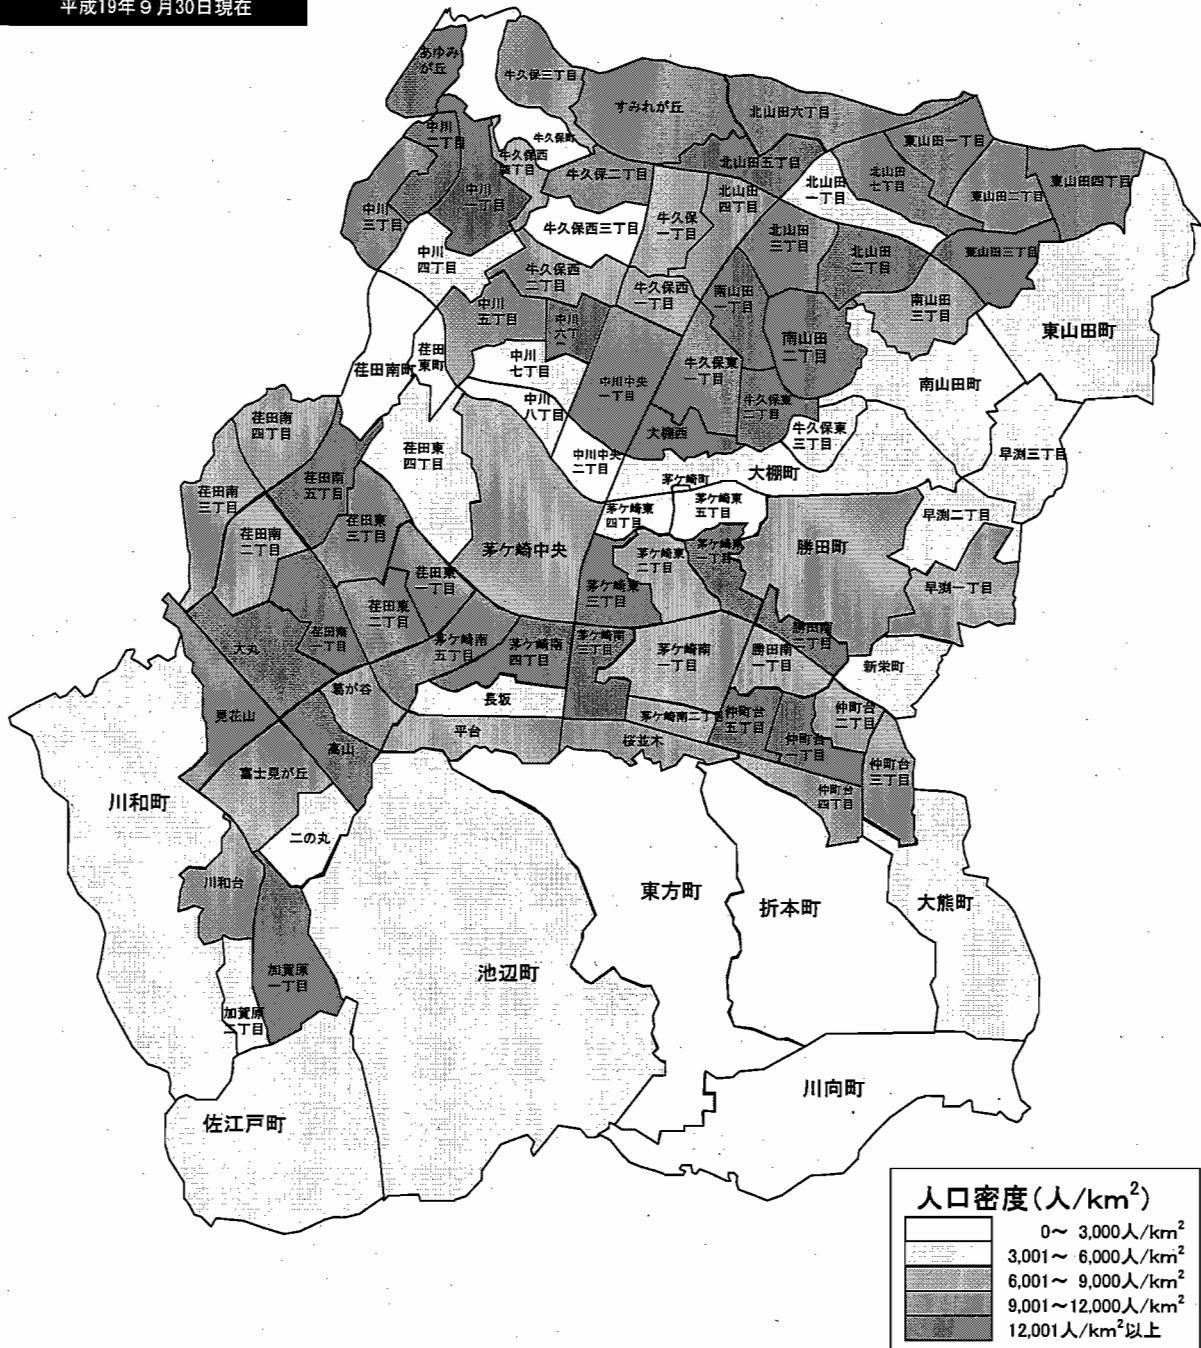 平成19年９月30日現在
あゆみ
が丘
牛久保三丁目
すみれが丘
北山田六丁目
中川
二丁目
牛久保町
牛久保西
北山田五丁目
東山田一丁目
牛久保二丁目
北山田
四丁目
北山田
一丁目
北山田
七丁目
東山田二丁目
東山田四丁目
中川
一丁目
中川
三丁目
牛久保西三丁目
牛久保
一丁目
北山田
三丁目
北山田
二丁目
東山田三丁目
中川
四丁目
牛久保西
二丁目
牛久保西
一丁目
南山田
一丁目
南山田
三丁目
東山田町
中川
五丁目
中川
六丁
南山田
二丁目
荏田南町
荏田
東町
中川
七丁目
中川中央
一丁目
牛久保東
一丁目
南山田町
中川
八丁目
牛久保東
二丁目
牛久保東
三丁目
荏田南
四丁目
荏田東
四丁目
大棚西
中川中央
二丁目
大棚町
早渕三丁目
荏田南
三丁目
荏田南
五丁目
茅ケ崎町
茅ケ崎東
四丁目
茅ケ崎東
五丁目
早渕二丁目
荏田南
二丁目
荏田東
三丁目
茅ケ崎中央
茅ケ崎東
二丁目
茅ケ崎東
一丁目
勝田町
荏田東
一丁目
茅ケ崎東
三丁目
早渕一丁目
荏田東
二丁目
大丸
荏田南
一丁目
茅ケ崎南
五丁目
茅ケ崎南
四丁目
茅ケ崎南
三丁目
茅ケ崎南
一丁目
勝田南
一丁目
勝田南
二丁目
新栄町
葛が谷
長坂
見花山
高山
平台
桜並木
茅ケ崎南二丁目
仲町台
五丁目
仲町台
一丁目
仲町台
二丁目
仲町台
三丁目
富士見が丘
仲町台
四丁目
川和町
二の丸
川和台
東方町
折本町
大熊町
加賀原
一丁目
池辺町
加賀原
二丁目
佐江戸町
川向町
人口密度(人/km²)
0～ 3,000人/km²
3,001～ 6,000人/km²
6,001～ 9,000人/km²
9,001～12,000人/km²
12,001人/km²以上